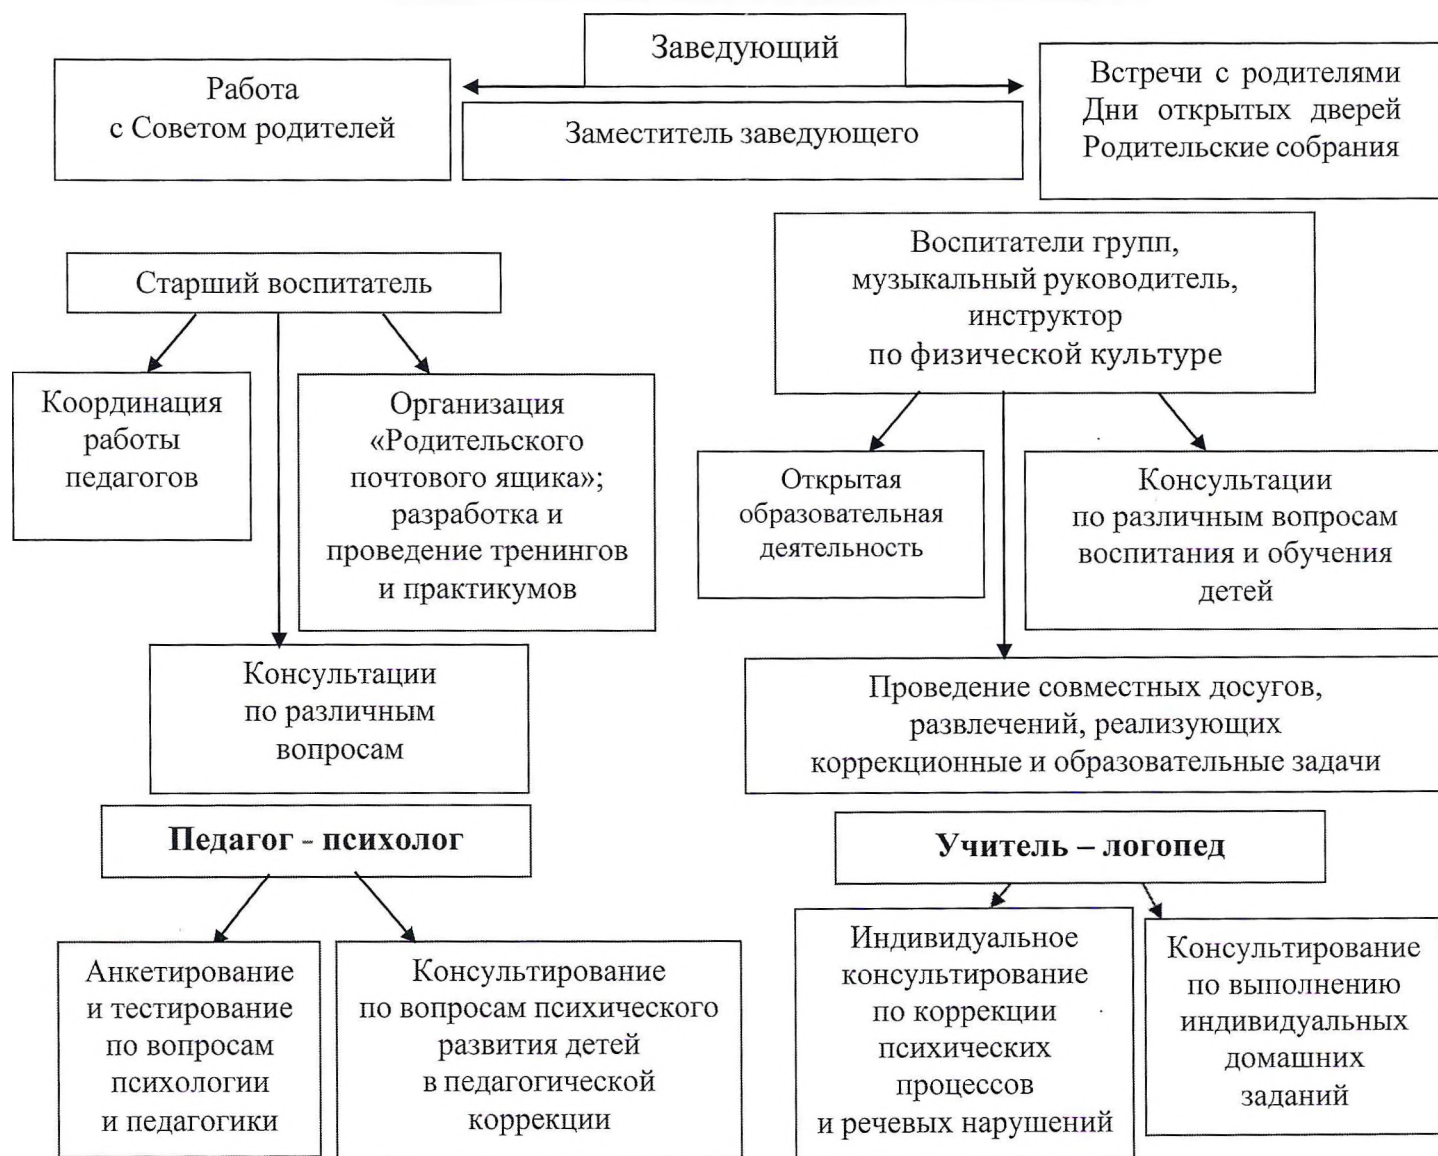 Заведующий
Работа
с Советом родителей
Заместитель заведующего
Встречи с родителями
Дни открытых дверей
Родительские собрания
Старший воспитатель
Воспитатели групп,
музыкальный руководитель,
инструктор
по физической культуре
Координация
работы
педагогов
Организация
«Родительского
почтового ящика»;
разработка и
проведение тренингов
и практикумов
Открытая
образовательная
деятельность
Консультации
по различным вопросам
воспитания и обучения
детей
Консультации
по различным
вопросам
Проведение совместных досугов,
развлечений, реализующих
коррекционные и образовательные задачи
Педагог - психолог
Учитель – логопед
Анкетирование
и тестирование
по вопросам
психологии
и педагогики
Консультирование
по вопросам психического
развития детей
в педагогической
коррекции
Индивидуальное
консультирование
по коррекции
психических
процессов
и речевых нарушений
Консультирование
по выполнению
индивидуальных
домашних
заданий